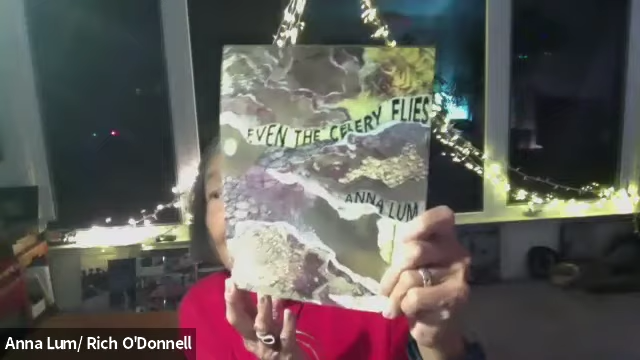 EVEN THE CELERY FLIES
ANNA LUM
Anna Lum/ Rich O'Donnell